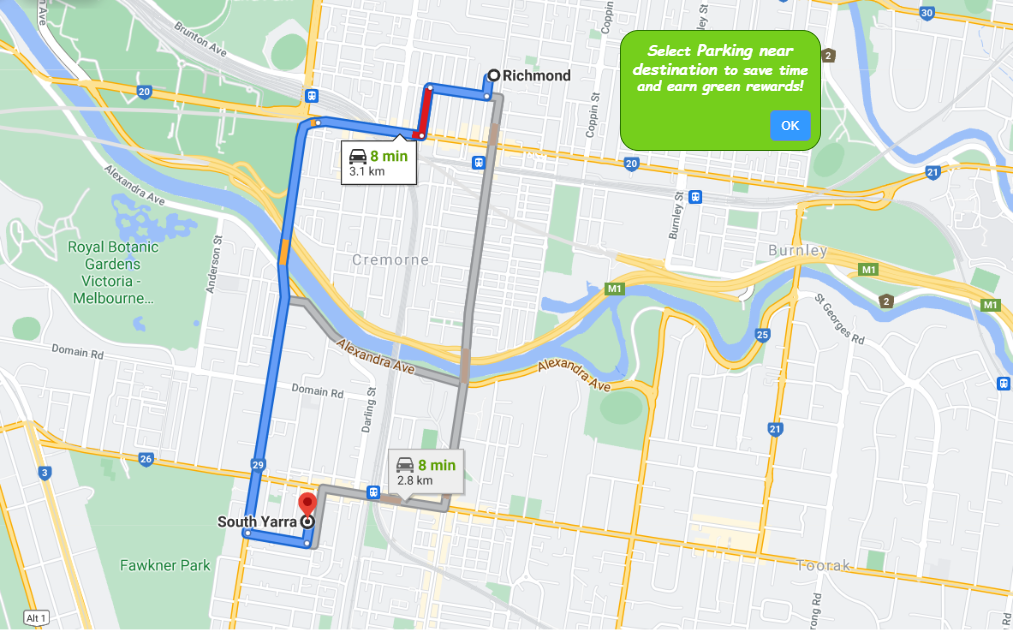 30
Coppin
Brunton Ave
2
Select Parking near
destination to save time
and earn green rewards!
OK
Richmond
20
Coppin St
8 min
3.1 km
20
21
Alexandra Ave
Burnley St
Anderson St
Royal Botanic
Gardens
Victoria -
Melbourne...
Cremorne
Burnley
M1
M1
2
M1
St Georges Rd
25
Domain Rd
Alexandra Ave
Alexandra Ave
Domain Rd
Darling St
21
26
29
3
8 min
2.8 km
South Yarra
Fawkner Park
Toorak
Alt 1